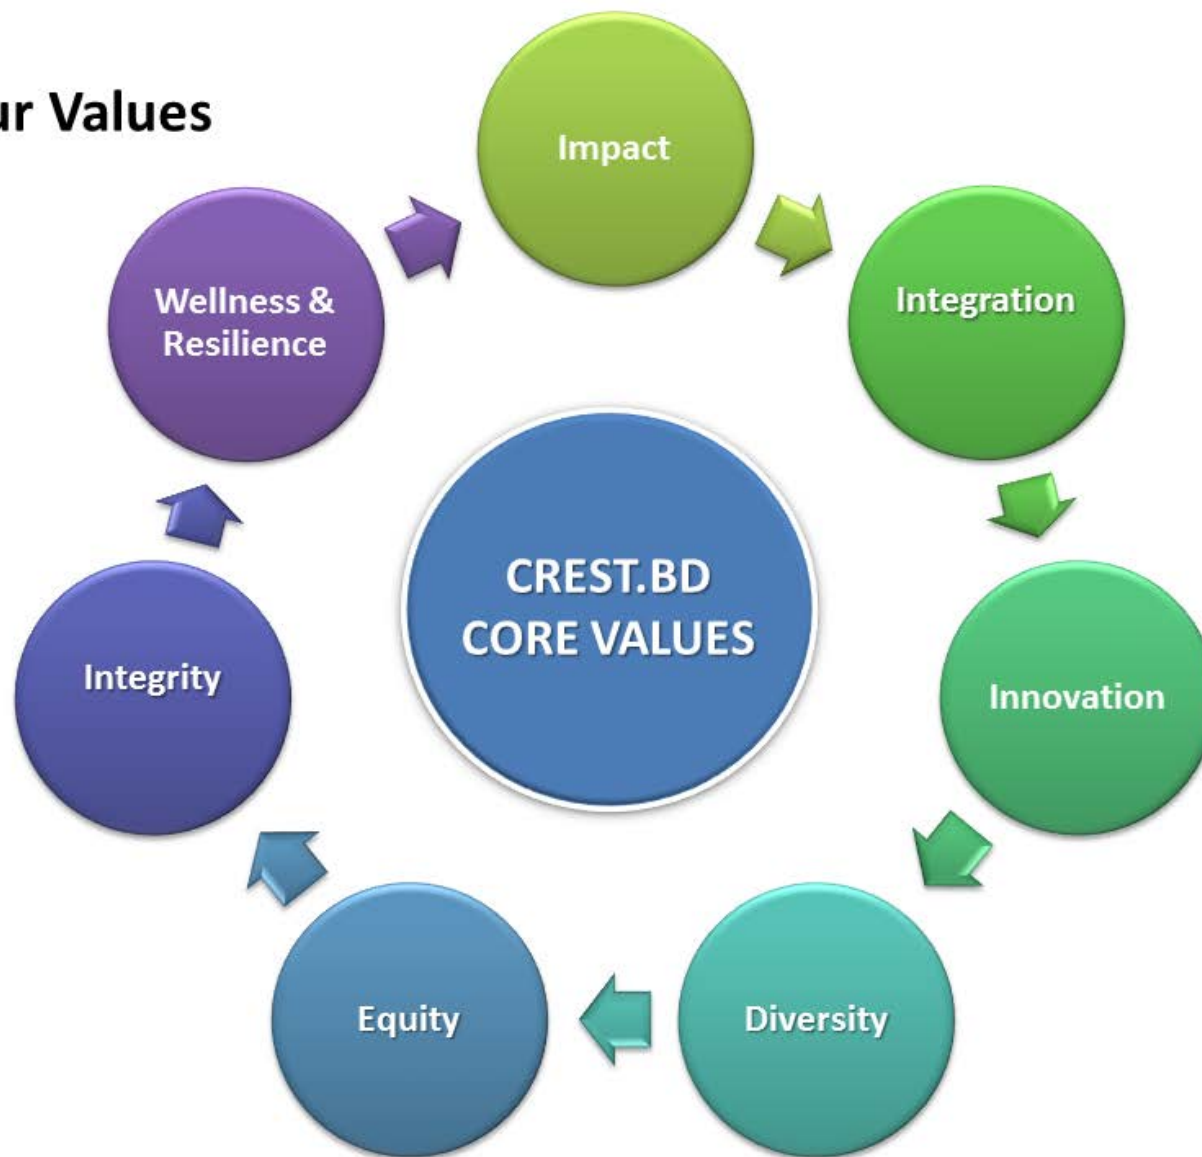 ur Values
Impact
Integration
Innovation
Diversity
Equity
Integrity
Wellness &
Resilience
CREST.BD
CORE VALUES